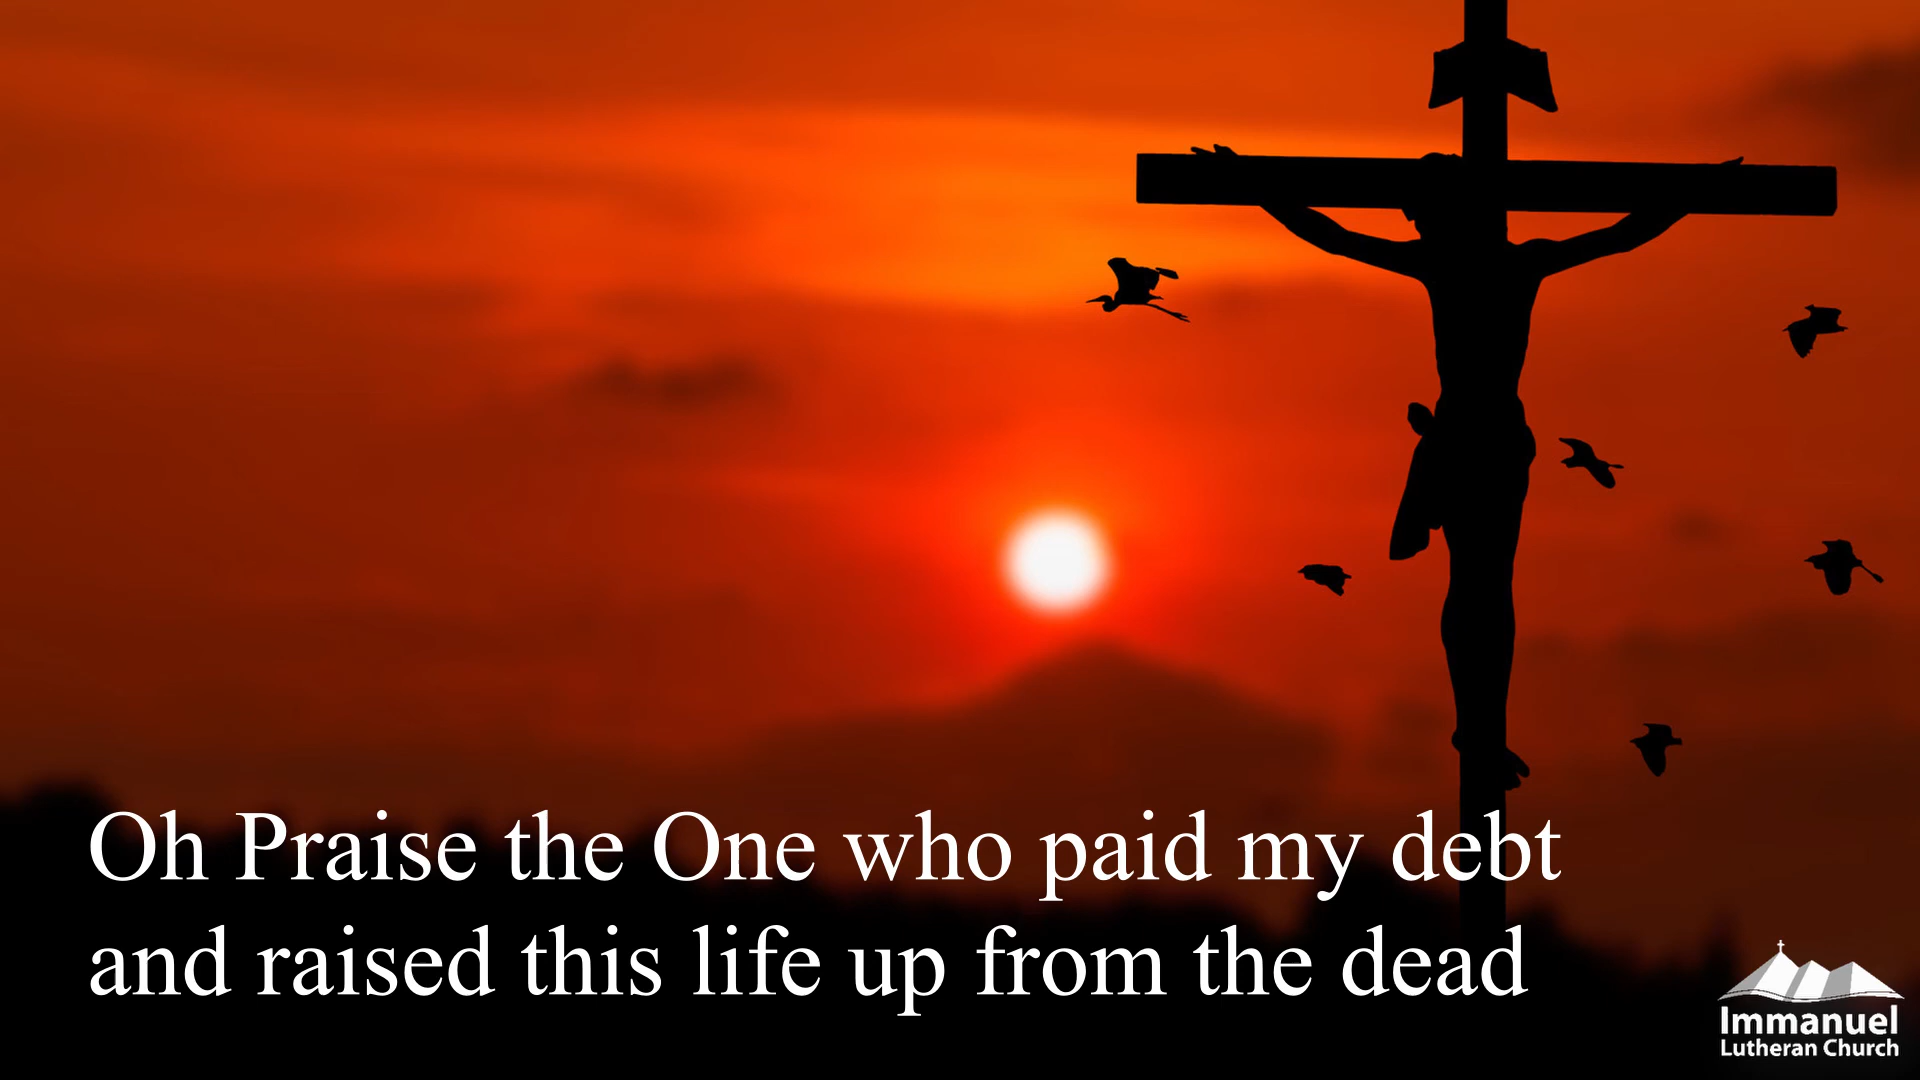 Oh Praise the One who paid my debt
and raised this life up from the dead
Immanuel
Lutheran Church